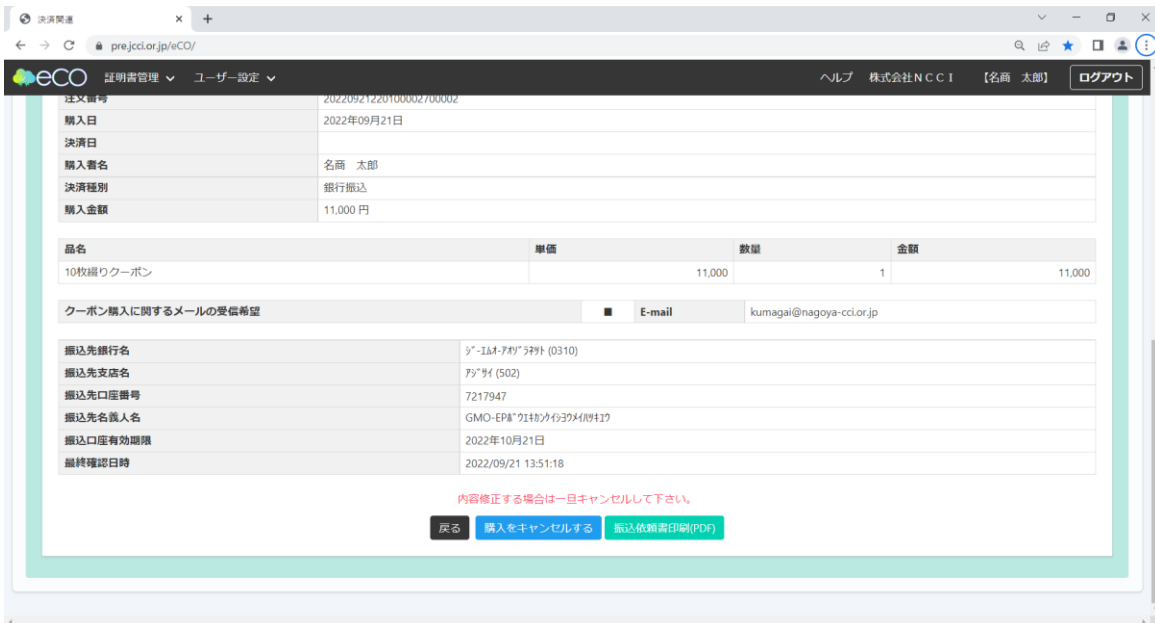 決済関連
pre.jcci.or.jp/eCO/
eCO 証明書管理 ユーザー設定 ヘルプ 株式会社ＮＣＣＩ 【名商　太郎】 ログアウト
注文番号 20220921220100002700002
購入日 2022年09月21日
決済日
購入者名 名商　太郎
決済種別 銀行振込
購入金額 11,000 円
品名 単価 数量 金額
10枚綴りクーポン 11,000 1 11,000
クーポン購入に関するメールの受信希望 ■ E-mail kumagai@nagoya-cci.or.jp
振込先銀行名 ｼﾞｰｴﾑｵｰｱｵｿﾞﾗﾈﾂﾄ (0310)
振込先支店名 ｱｼﾞｻｲ (502)
振込先口座番号 7217947
振込先名義人名
振込口座有効期限 2022年10月21日
最終確認日時 2022/09/21 13:51:18
内容修正する場合は一旦キャンセルして下さい。
戻る 購入をキャンセルする 振込依頼書印刷(PDF)